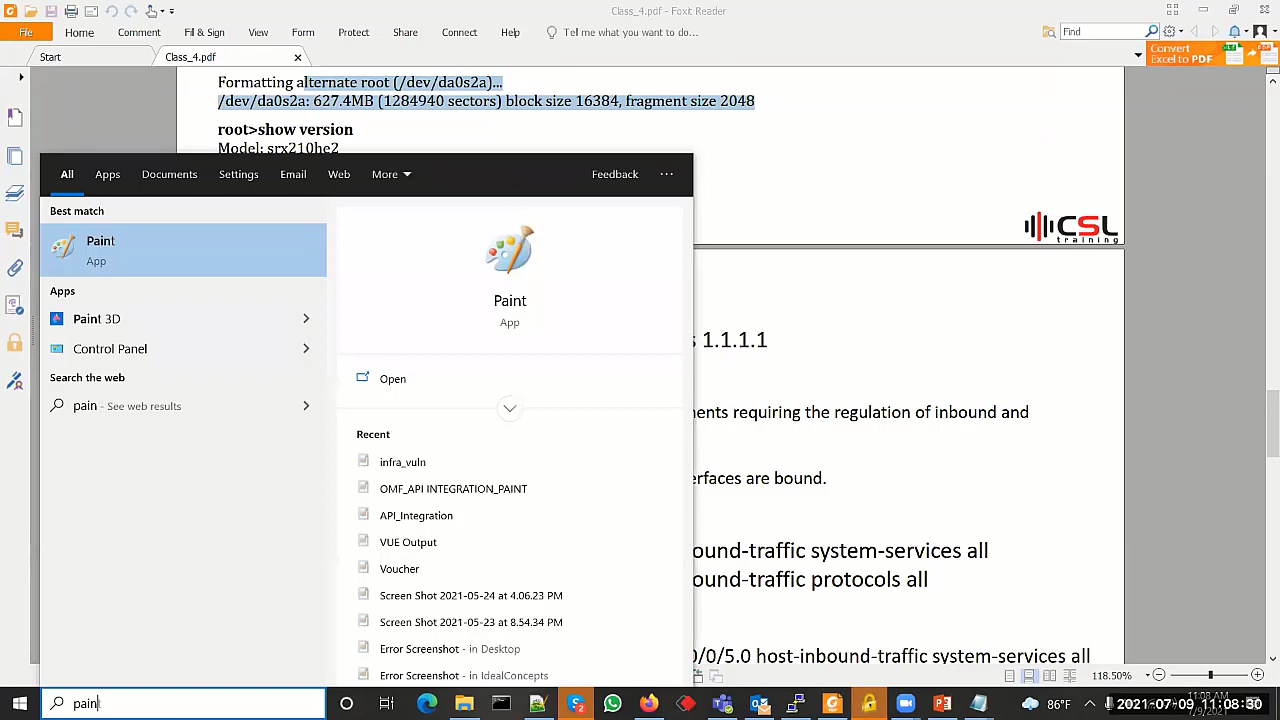 Class_4.pdf - Foxit Reader
File Home Comment Fill & Sign View Form Protect Share Connect Help Tell me what you want to do... Find
Start Class_4.pdf
Convert
Excel to PDF
Formatting alternate root (/dev/da0s2a)...
/dev/da0s2a: 627.4MB (1284940 sectors) block size 16384, fragment size 2048
root>show version
Model: srx210he2
CSL
training
All Apps Documents Settings Email Web More Feedback
Best match
Paint
App
Apps
Paint 3D
Control Panel
Search the web
pain - See web results
Paint
App
Open
Recent
infra_vuln
OMF_API INTEGRATION_PAINT
API_Integration
VUE Output
Voucher
Screen Shot 2021-05-24 at 4.06.23 PM
Screen Shot 2021-05-23 at 8.54.34 PM
Error Screenshot - in Desktop
Error Screenshot - in IdealConcepts
s 1.1.1.1
nents requiring the regulation of inbound and
erfaces are bound.
ound-traffic system-services all
ound-traffic protocols all
0/0/5.0 host-inbound-traffic system-services all
118.50%
pain
86°F
2021-07-09 11:08:30